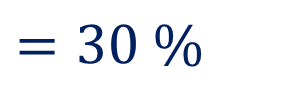 = 30 %